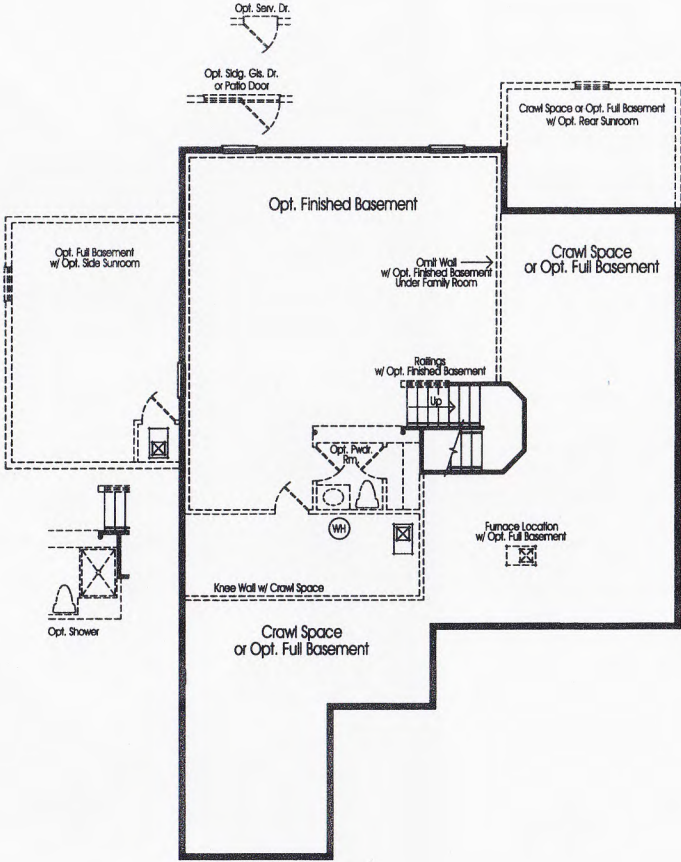 Opt. Serv. Dr.
Opt. Sldg. Gls. Dr.
or Patio Door
Crawl Space or Opt. Full Basement
w/ Opt. Rear Sunroom
Opt. Finished Basement
Opt. Full Basement
w/ Opt. Side Sunroom
Omit Wall
w/ Opt. Finished Basement
Under Family Room
Crawl Space
or Opt. Full Basement
Railings
w/ Opt. Finished Basement
Up
Opt. Pwdr.
Rm.
WH
Furnace Location
w/ Opt. Full Basement
Knee Wall w/ Crawl Space
Opt. Shower
Crawl Space
or Opt. Full Basement